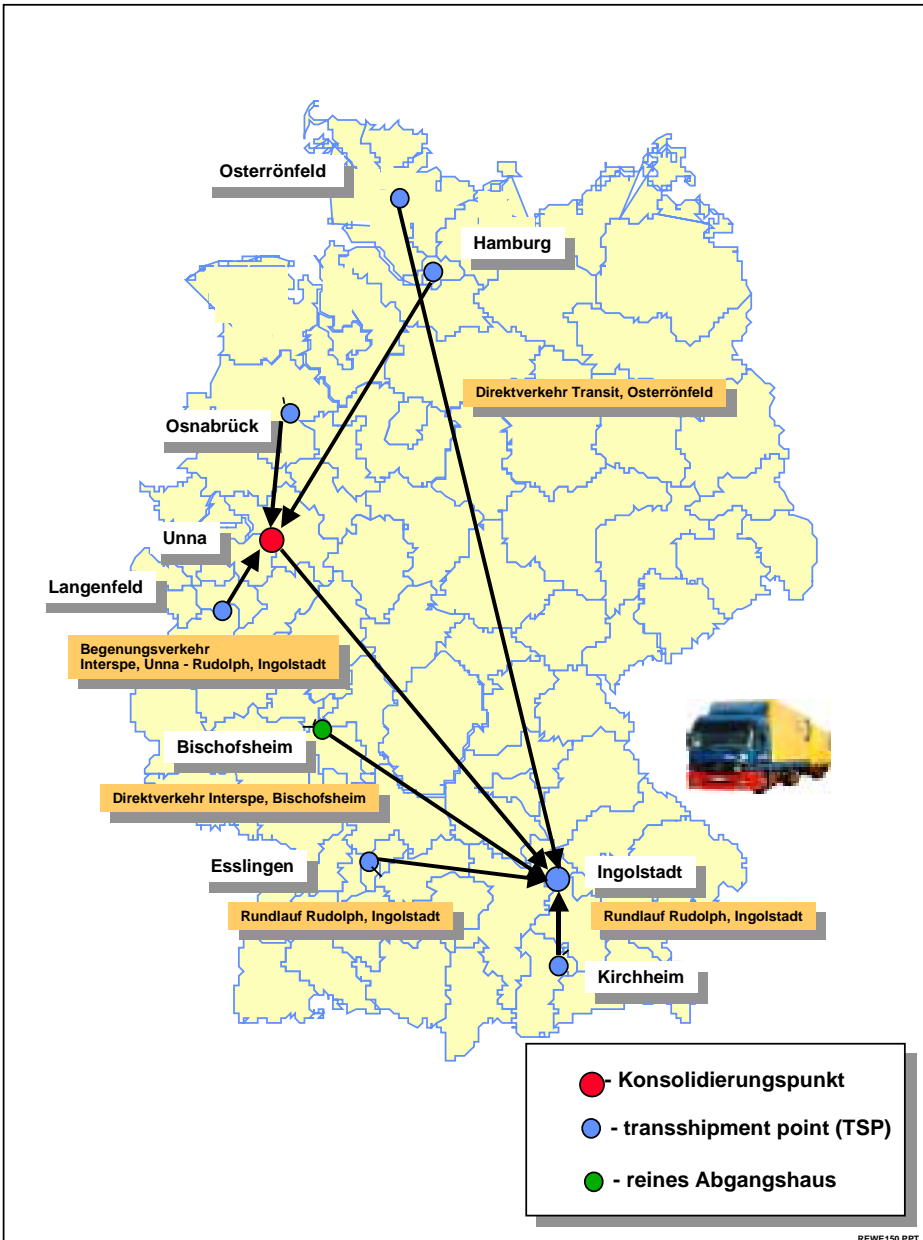 Osterrönfeld
Hamburg
Direktverkehr Transit, Osterrönfeld
Osnabrück
Unna
Langenfeld
Begenungsverkehr
Interspe, Unna - Rudolph, Ingolstadt
Bischofsheim
Direktverkehr Interspe, Bischofsheim
Esslingen
Ingolstadt
Rundlauf Rudolph, Ingolstadt
Rundlauf Rudolph, Ingolstadt
Kirchheim
- Konsolidierungspunkt
- transshipment point (TSP)
- reines Abgangshaus
REWE150.PPT